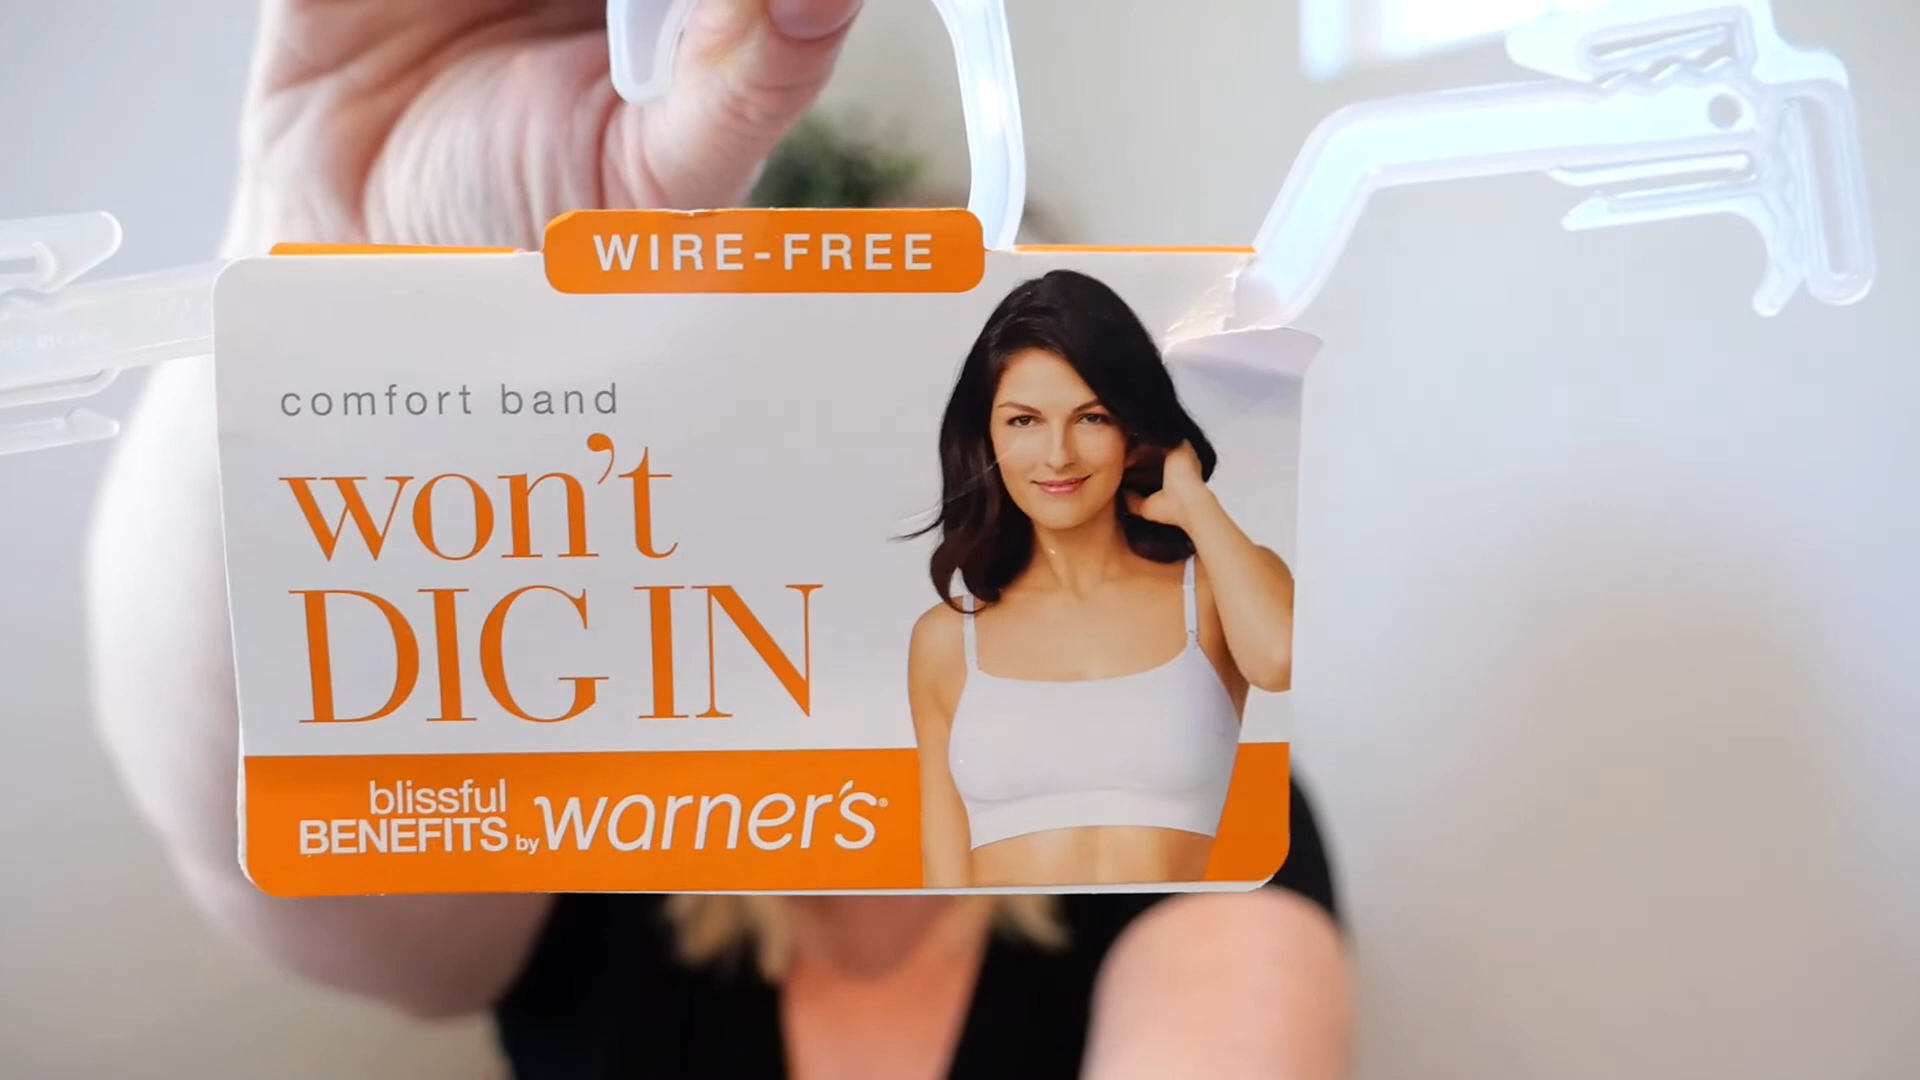 WIRE-FREE
comfort band
won't
DIG IN
blissful
BENEFITS by warner's®